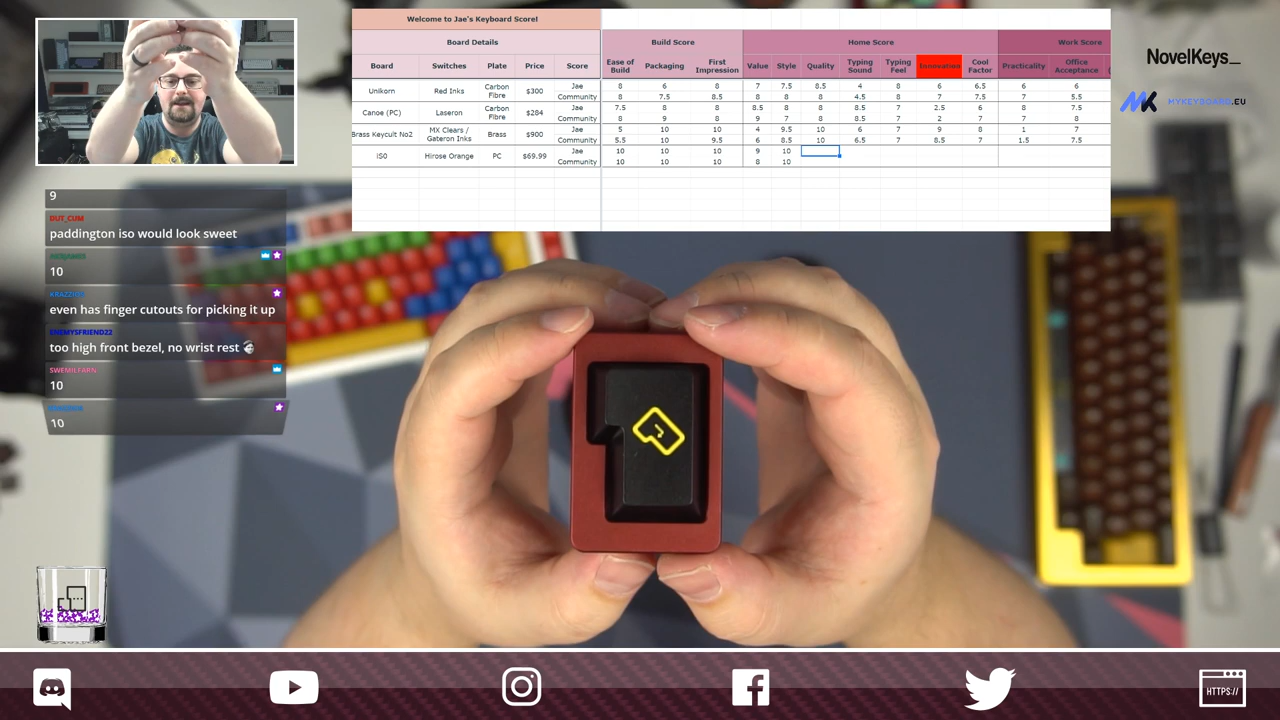 Welcome to Jae's Keyboard Score!
Board Details Build Score Home Score Work Score
Board Switches Plate Price Score Ease of Build Packaging First Impression Value Style Quality Typing Sound Typing Feel Innovation Cool Factor Practicality Office Acceptance
Unikorn Red Inks Carbon Fibre $300 Jae 8 6 8 7 7.5 8.5 4 8 6 6.5 6 6
Community 8 7.5 8.5 8 8 8 4.5 7 7 7.5 7 5.5
Canoe (PC) Laseron Carbon Fibre $284 Jae 7.5 8 8 8.5 8 8 8.5 7 2.5 6 8 7.5
Community 8 9 8 9 7 8 8.5 7 2 7 7 8
Brass Keycult No2 MX Clears / Gateron Inks Brass $900 Jae 5 10 10 4 9.5 10 6 7 9 8 1 7
Community 5.5 10 9.5 6 8.5 10 6.5 7 8.5 7 1.5 7.5
iS0 Hirose Orange PC $69.99 Jae 10 10 10 9 10
Community 10 10 10 8 10
NovelKeys_
MK MYKEYBOARD.EU
9
BUT_CUM
paddington iso would look sweet
10
even has finger cutouts for picking it up
ENEMYSFRIEND22
too high front bezel, no wrist rest
SWEMILEARN
10
10
HTTPS://